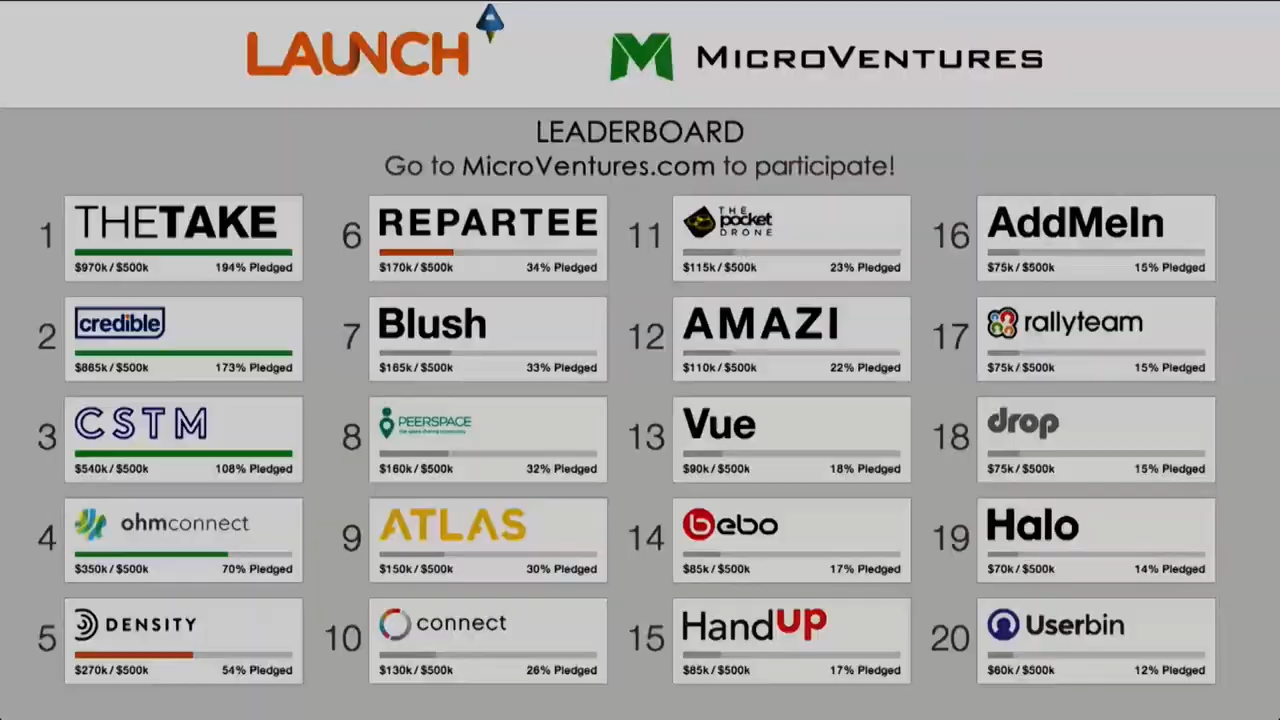 LAUNCH
MICROVENTURES
LEADERBOARD
Go to MicroVentures.com to participate!
1
THETAKE
$970k / $500k 194% Pledged
2
credible
$865k / $500k 173% Pledged
3
CSTM
$540k / $500k 108% Pledged
4
ohmconnect
$350k / $500k 70% Pledged
5
DENSITY
$270k / $500k 54% Pledged
6
REPARTEE
$170k / $500k 34% Pledged
7
Blush
$165k / $500k 33% Pledged
8
PEERSPACE
$160k / $500k 32% Pledged
9
ATLAS
$150k / $500k 30% Pledged
10
connect
$130k / $500k 26% Pledged
11
THE
pocket
DRONE
$115k / $500k 23% Pledged
12
AMAZI
$110k / $500k 22% Pledged
13
Vue
$90k / $500k 18% Pledged
14
bebo
$85k / $500k 17% Pledged
15
HandUP
$85k / $500k 17% Pledged
16
AddMeIn
$75k / $500k 15% Pledged
17
rallyteam
$75k / $500k 15% Pledged
18
drop
$75k / $500k 15% Pledged
19
Halo
$70k / $500k 14% Pledged
20
Userbin
$60k / $500k 12% Pledged